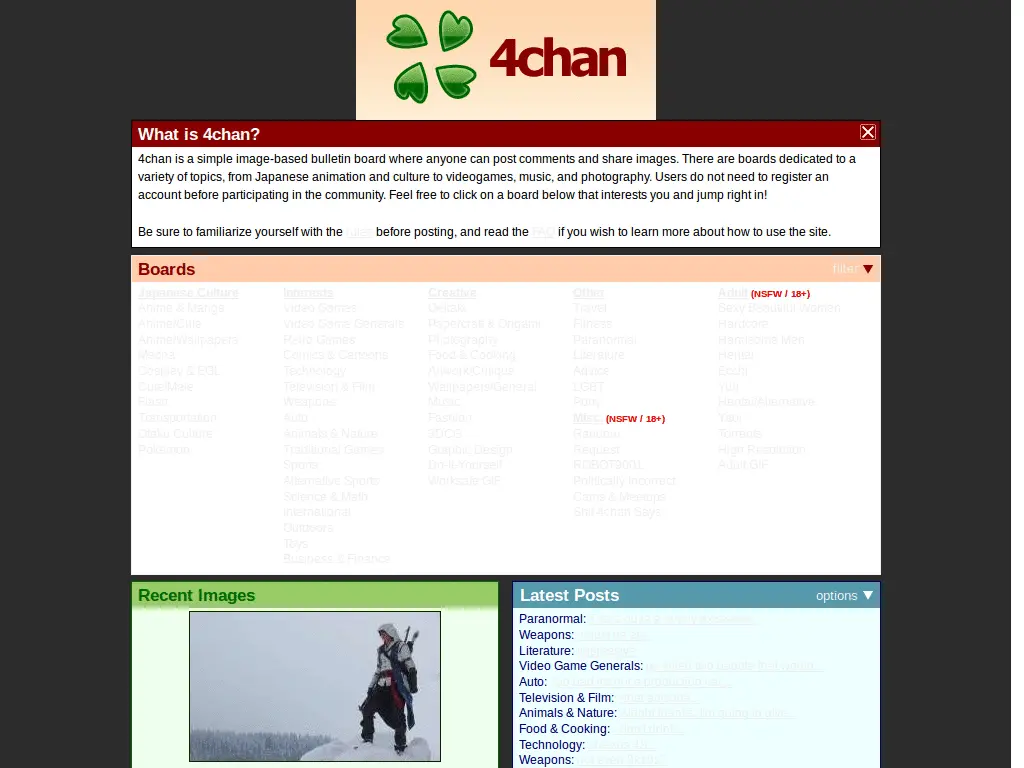 4chan
What is 4chan?
4chan is a simple image-based bulletin board where anyone can post comments and share images. There are boards dedicated to a
variety of topics, from Japanese animation and culture to videogames, music, and photography. Users do not need to register an
account before participating in the community. Feel free to click on a board below that interests you and jump right in!
Be sure to familiarize yourself with the rules before posting, and read the FAQ if you wish to learn more about how to use the site.
Boards
filter ▼
Japanese Culture
Anime & Manga
Anime/Cute
Anime/Wallpapers
Mecha
Cosplay & EGL
Cute/Male
Flash
Transportation
Otaku Culture
Pokémon
Interests
Video Games
Video Game Generals
Retro Games
Comics & Cartoons
Technology
Television & Film
Weapons
Auto
Animals & Nature
Traditional Games
Sports
Alternative Sports
Science & Math
International
Outdoors
Toys
Business & Finance
Creative
Oekaki
Papercraft & Origami
Photography
Food & Cooking
Artwork/Critique
Wallpapers/General
Music
Fashion
3DCG
Graphic Design
Do-It-Yourself
Worksafe GIF
Other
Travel
Fitness
Paranormal
Literature
Advice
LGBT
Pony
Misc. (NSFW / 18+)
Random
Request
ROBOT9001
Politically Incorrect
Cams & Meetups
Shit 4chan Says
Adult (NSFW / 18+)
Sexy Beautiful Women
Hardcore
Handsome Men
Hentai
Ecchi
Yuri
Hentai/Alternative
Yaoi
Torrents
High Resolution
Adult GIF
Recent Images
Latest Posts
options ▼
Paranormal:
Weapons:
Literature:
Video Game Generals:
Auto:
Television & Film:
Animals & Nature:
Food & Cooking:
Technology:
Weapons: